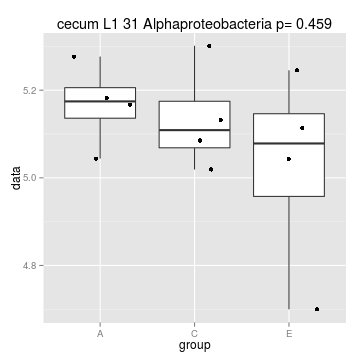 cecum L1 31 Alphaproteobacteria p= 0.459
5.2
5.0
4.8
data
A
C
E
group